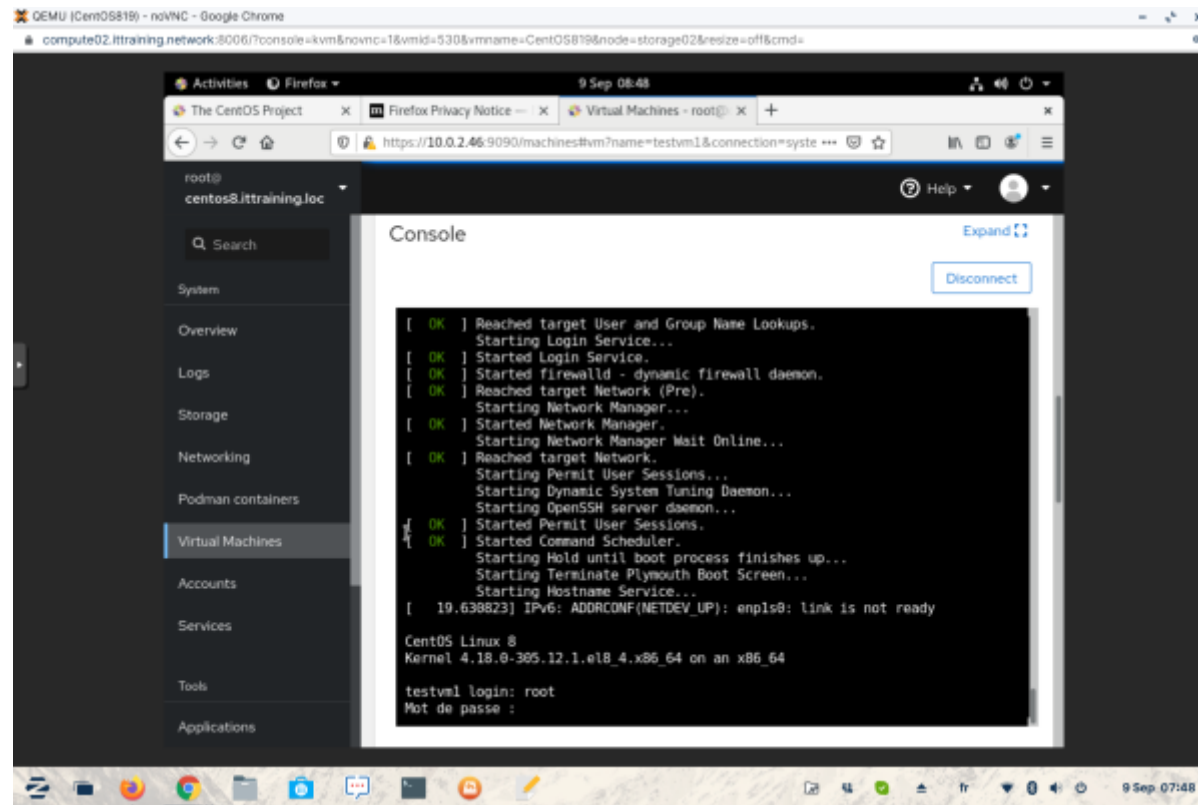 QEMU (CentOS819) - noVNC - Google Chrome
compute02.ittraining.network:8006/?console=kvm&novnc=1&vmid=530&vmname=CentOS819&node=storage02&resize=off&cmd=
Activities Firefox 9 Sep 08:48
The CentOS Project Firefox Privacy Notice — Virtual Machines - root@
https://10.0.2.46:9090/machines#vm?name=testvm1&connection=syste
root@
centos8.ittraining.loc
Help
Search
System
Overview
Logs
Storage
Networking
Podman containers
Virtual Machines
Accounts
Services
Tools
Applications
Console
Expand
Disconnect
[ OK ] Reached target User and Group Name Lookups.
Starting Login Service...
[ OK ] Started Login Service.
[ OK ] Started firewalld - dynamic firewall daemon.
[ OK ] Reached target Network (Pre).
Starting Network Manager...
[ OK ] Started Network Manager.
Starting Network Manager Wait Online...
[ OK ] Reached target Network.
Starting Permit User Sessions...
Starting Dynamic System Tuning Daemon...
Starting OpenSSH server daemon...
[ OK ] Started Permit User Sessions.
[ OK ] Started Command Scheduler.
Starting Hold until boot process finishes up...
Starting Terminate Plymouth Boot Screen...
Starting Hostname Service...
[ 19.630823] IPv6: ADDRCONF(NETDEV_UP): enp1s0: link is not ready
CentOS Linux 8
Kernel 4.18.0-305.12.1.el8_4.x86_64 on an x86_64
testvm1 login: root
Mot de passe :
fr 9 Sep 07:48